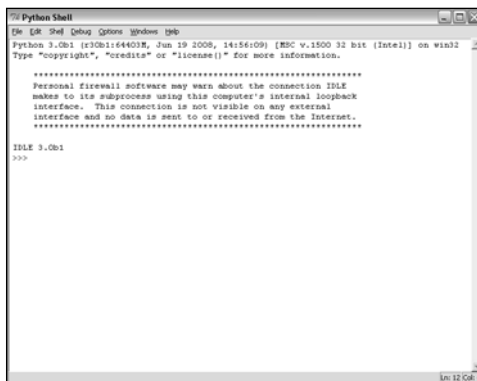 Python Shell
File Edit Shell Debug Options Windows Help
Python 3.0b1 (r30b1:64403M, Jun 19 2008, 14:56:09) [MSC v.1500 32 bit (Intel)] on win32
Type "copyright", "credits" or "license()" for more information.
****************************************************************
Personal firewall software may warn about the connection IDLE
makes to its subprocess using this computer's internal loopback
interface. This connection is not visible on any external
interface and no data is sent to or received from the Internet.
****************************************************************
IDLE 3.0b1
>>>
Ln: 12 Col: